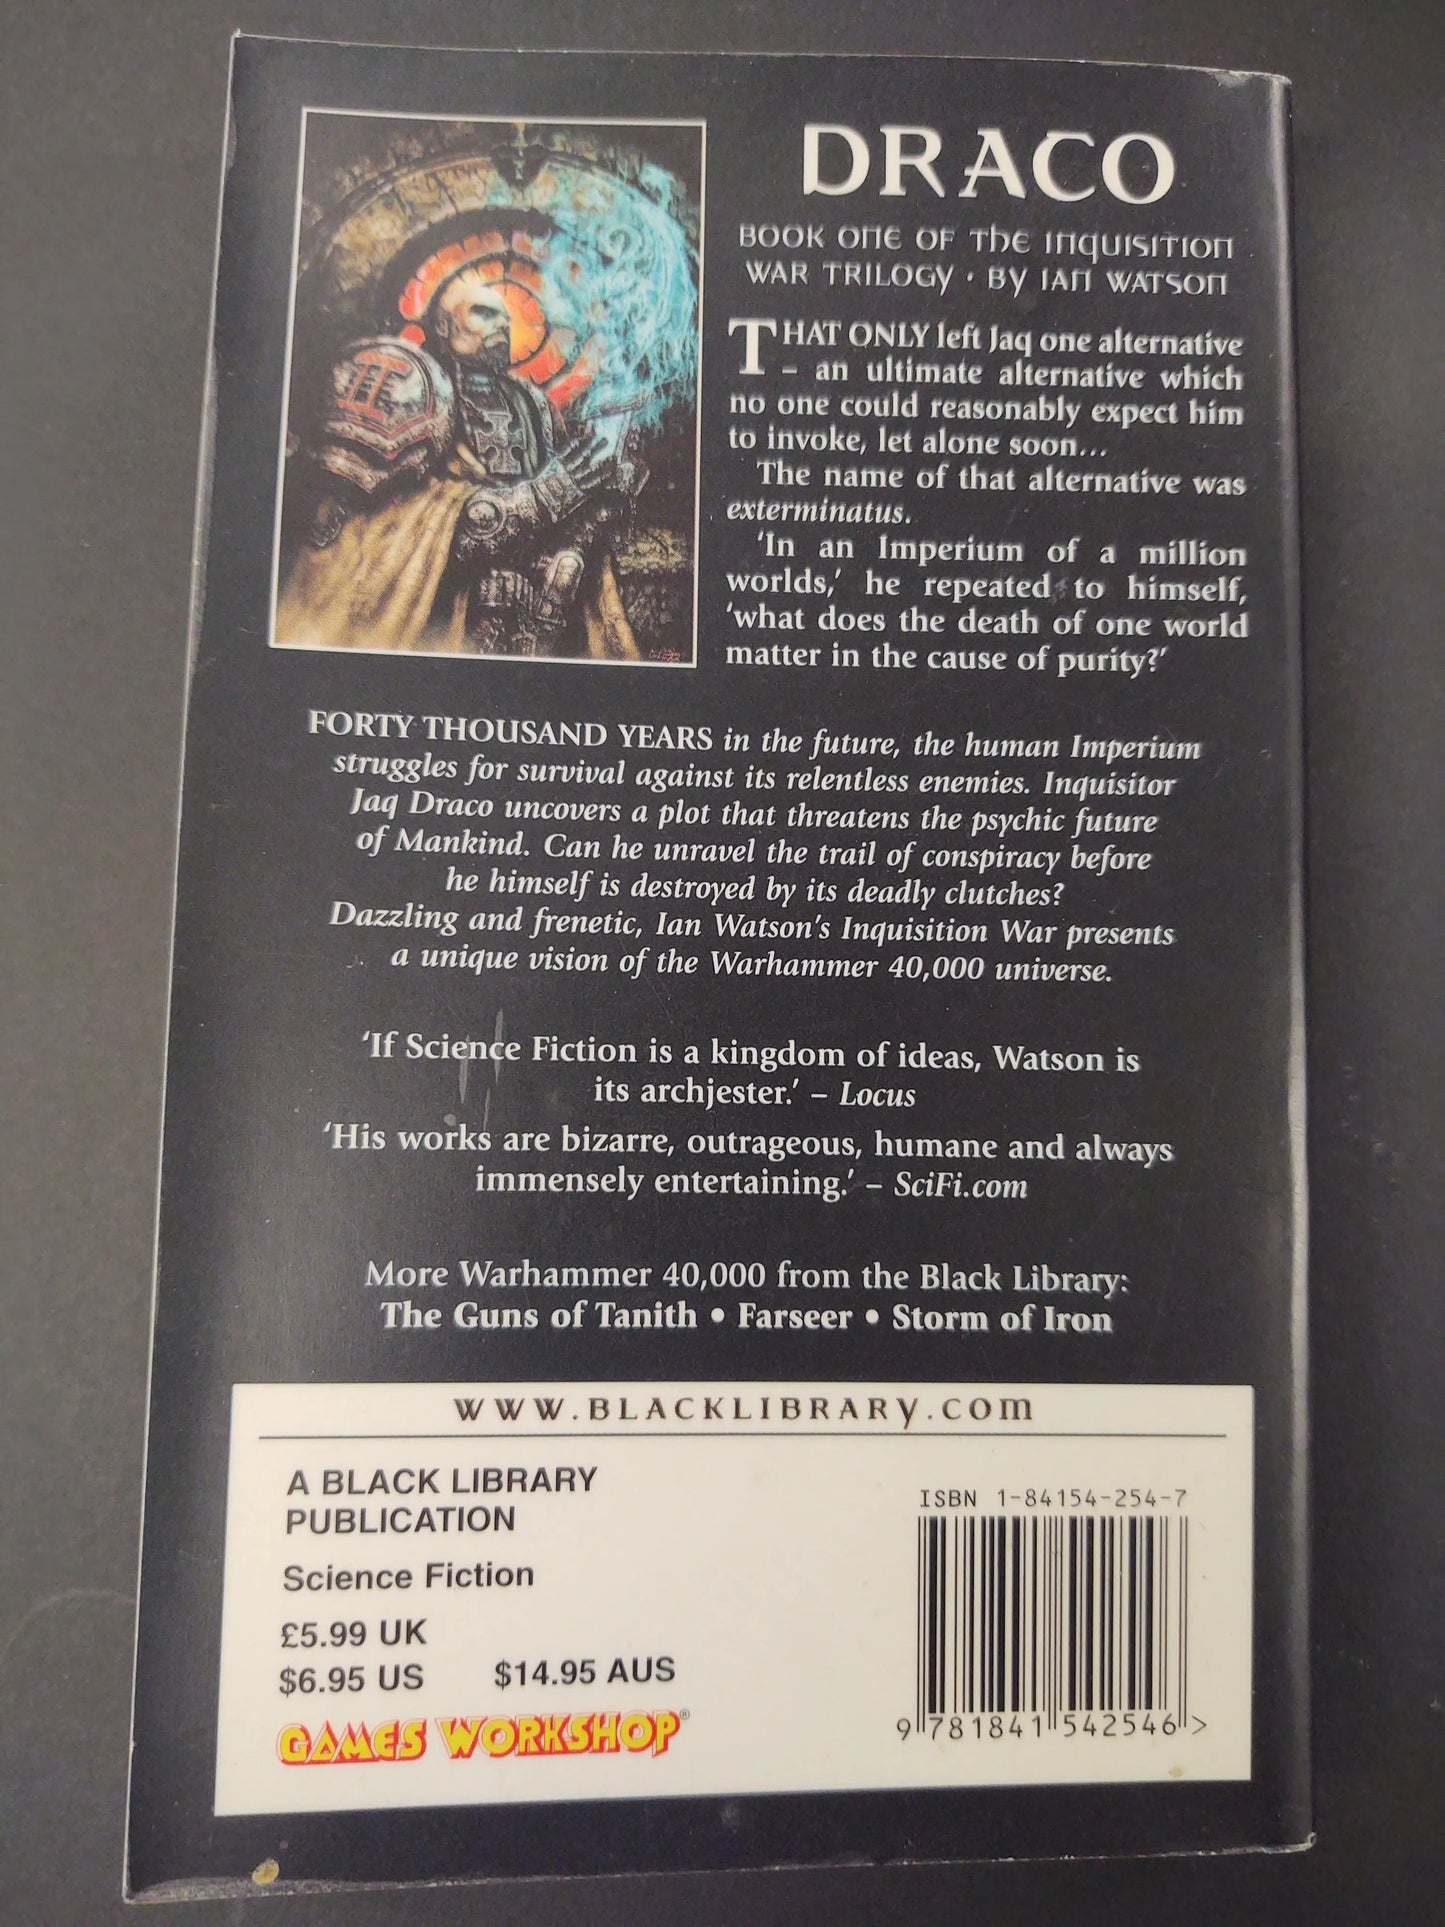 DRACO
BOOK ONE OF THE INQUISITION
WAR TRILOGY • BY IAN WATSON
THAT ONLY left Jaq one alternative
– an ultimate alternative which
no one could reasonably expect him
to invoke, let alone soon...
The name of that alternative was
exterminatus.
'In an Imperium of a million
worlds,' he repeated to himself,
'what does the death of one world
matter in the cause of purity?'
FORTY THOUSAND YEARS in the future, the human Imperium
struggles for survival against its relentless enemies. Inquisitor
Jaq Draco uncovers a plot that threatens the psychic future
of Mankind. Can he unravel the trail of conspiracy before
he himself is destroyed by its deadly clutches?
Dazzling and frenetic, Ian Watson's Inquisition War presents
a unique vision of the Warhammer 40,000 universe.
'If Science Fiction is a kingdom of ideas, Watson is
its archjester.' – Locus
'His works are bizarre, outrageous, humane and always
immensely entertaining.' – SciFi.com
More Warhammer 40,000 from the Black Library:
The Guns of Tanith • Farseer • Storm of Iron
WWW.BLACKLIBRARY.COM
A BLACK LIBRARY
PUBLICATION
Science Fiction
£5.99 UK
$6.95 US $14.95 AUS
GAMES WORKSHOP®
ISBN 1-84154-254-7
9 781841 542546 >